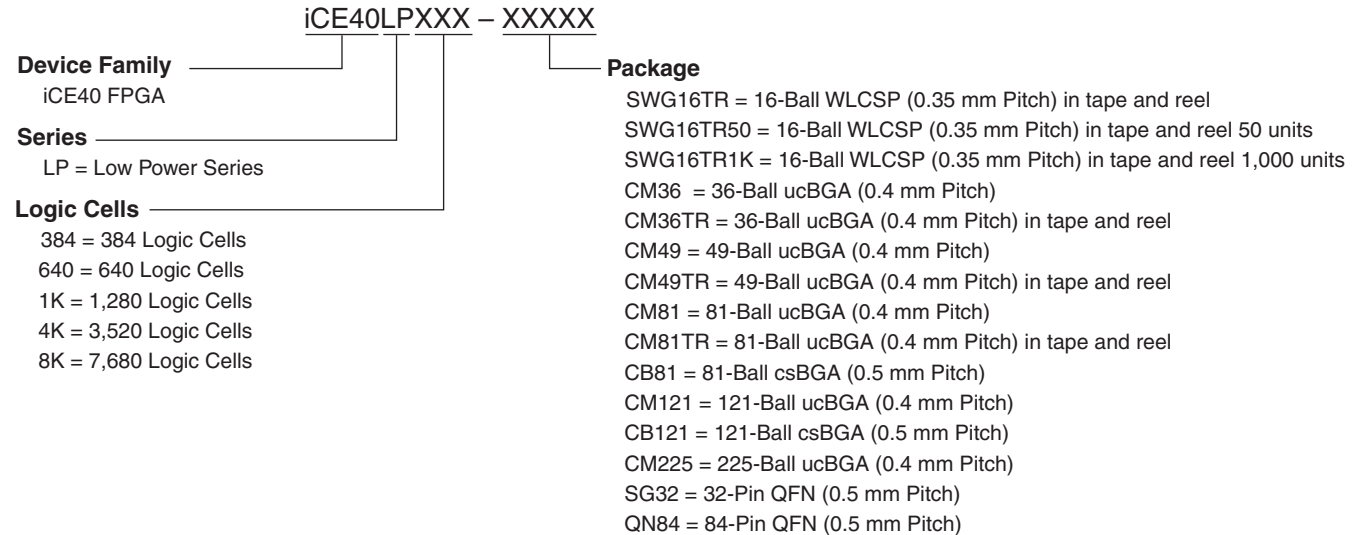 iCE40LPXXX – XXXXX
Device Family
iCE40 FPGA
Series
LP = Low Power Series
Logic Cells
384 = 384 Logic Cells
640 = 640 Logic Cells
1K = 1,280 Logic Cells
4K = 3,520 Logic Cells
8K = 7,680 Logic Cells
Package
SWG16TR = 16-Ball WLCSP (0.35 mm Pitch) in tape and reel
SWG16TR50 = 16-Ball WLCSP (0.35 mm Pitch) in tape and reel 50 units
SWG16TR1K = 16-Ball WLCSP (0.35 mm Pitch) in tape and reel 1,000 units
CM36 = 36-Ball ucBGA (0.4 mm Pitch)
CM36TR = 36-Ball ucBGA (0.4 mm Pitch) in tape and reel
CM49 = 49-Ball ucBGA (0.4 mm Pitch)
CM49TR = 49-Ball ucBGA (0.4 mm Pitch) in tape and reel
CM81 = 81-Ball ucBGA (0.4 mm Pitch)
CM81TR = 81-Ball ucBGA (0.4 mm Pitch) in tape and reel
CB81 = 81-Ball csBGA (0.5 mm Pitch)
CM121 = 121-Ball ucBGA (0.4 mm Pitch)
CB121 = 121-Ball csBGA (0.5 mm Pitch)
CM225 = 225-Ball ucBGA (0.4 mm Pitch)
SG32 = 32-Pin QFN (0.5 mm Pitch)
QN84 = 84-Pin QFN (0.5 mm Pitch)